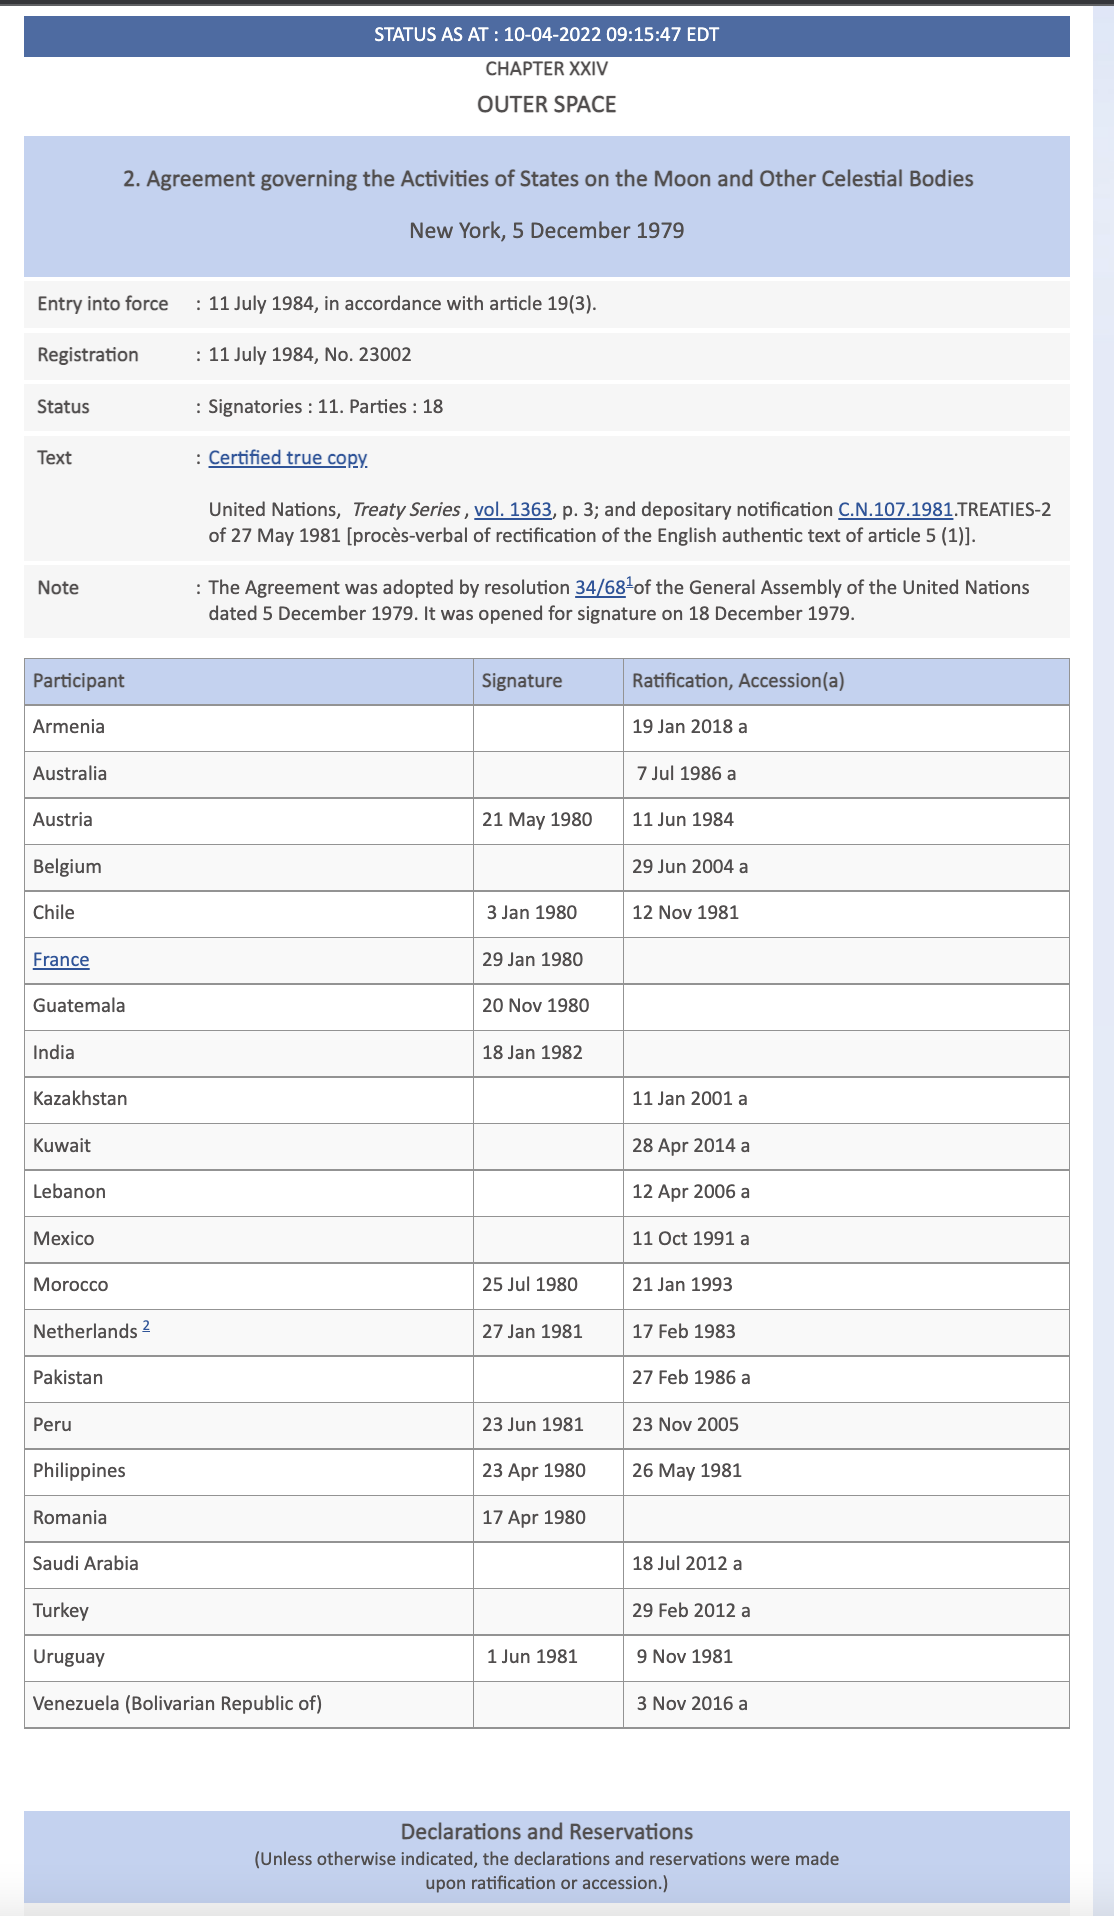 STATUS AS AT : 10-04-2022 09:15:47 EDT
CHAPTER XXIV
OUTER SPACE
2. Agreement governing the Activities of States on the Moon and Other Celestial Bodies
New York, 5 December 1979
Entry into force : 11 July 1984, in accordance with article 19(3).
Registration : 11 July 1984, No. 23002
Status : Signatories : 11. Parties : 18
Text : Certified true copy
United Nations, Treaty Series , vol. 1363, p. 3; and depositary notification C.N.107.1981.TREATIES-2
of 27 May 1981 [procès-verbal of rectification of the English authentic text of article 5 (1)].
Note : The Agreement was adopted by resolution 34/68¹of the General Assembly of the United Nations
dated 5 December 1979. It was opened for signature on 18 December 1979.
Participant Signature Ratification, Accession(a)
Armenia 19 Jan 2018 a
Australia 7 Jul 1986 a
Austria 21 May 1980 11 Jun 1984
Belgium 29 Jun 2004 a
Chile 3 Jan 1980 12 Nov 1981
France 29 Jan 1980
Guatemala 20 Nov 1980
India 18 Jan 1982
Kazakhstan 11 Jan 2001 a
Kuwait 28 Apr 2014 a
Lebanon 12 Apr 2006 a
Mexico 11 Oct 1991 a
Morocco 25 Jul 1980 21 Jan 1993
Netherlands ² 27 Jan 1981 17 Feb 1983
Pakistan 27 Feb 1986 a
Peru 23 Jun 1981 23 Nov 2005
Philippines 23 Apr 1980 26 May 1981
Romania 17 Apr 1980
Saudi Arabia 18 Jul 2012 a
Turkey 29 Feb 2012 a
Uruguay 1 Jun 1981 9 Nov 1981
Venezuela (Bolivarian Republic of) 3 Nov 2016 a
Declarations and Reservations
(Unless otherwise indicated, the declarations and reservations were made
upon ratification or accession.)